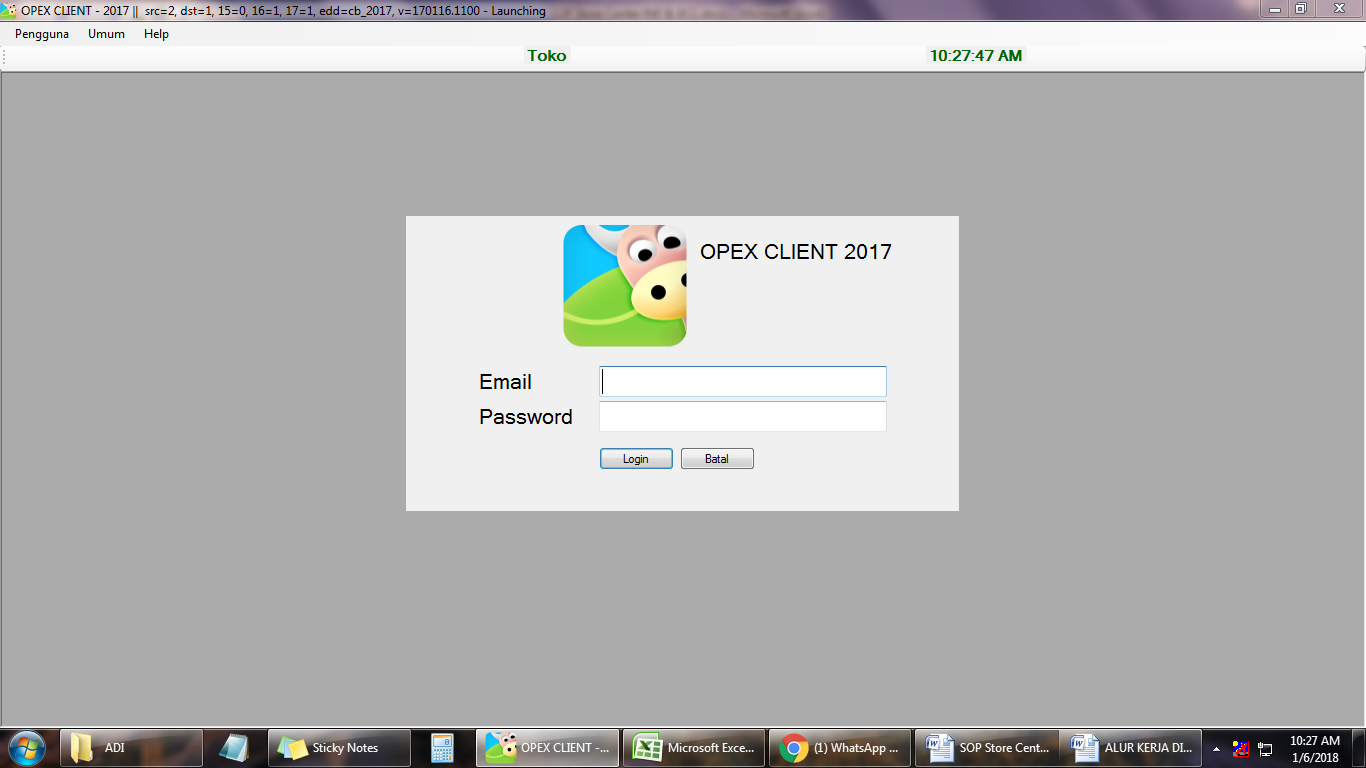 OPEX CLIENT - 2017 || src=2, dst=1, 15=0, 16=1, 17=1, edd=cb_2017, v=170116.1100 - Launching
Pengguna Umum Help
Toko 10:27:47 AM
OPEX CLIENT 2017
Email
Password
Login Batal
ADI Sticky Notes OPEX CLIENT -... Microsoft Exce... (1) WhatsApp ... SOP Store Cent... ALUR KERJA DI... 10:27 AM
1/6/2018